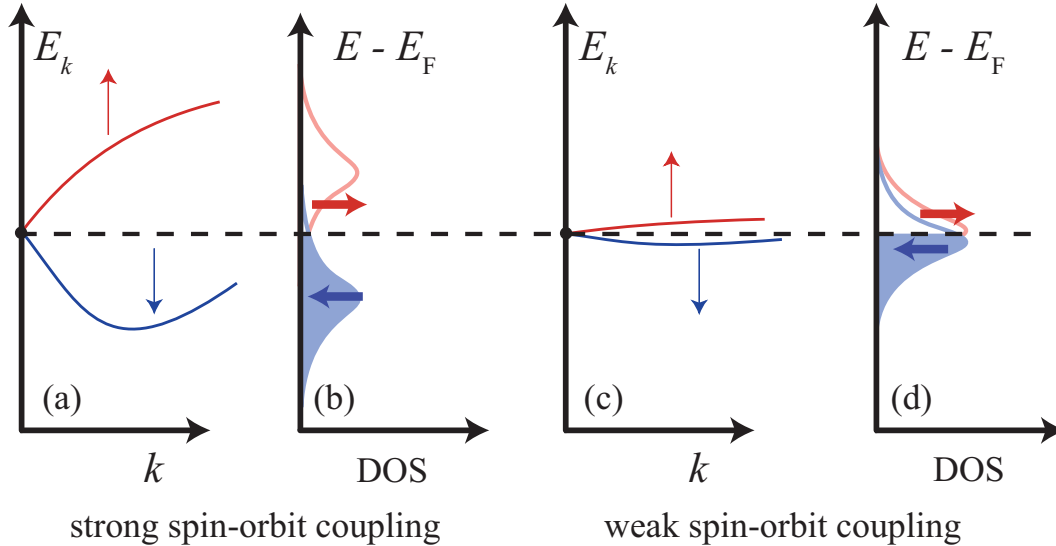 E_k
E - E_F
E_k
E - E_F
(a)
(b)
(c)
(d)
k
DOS
k
DOS
strong spin-orbit coupling
weak spin-orbit coupling